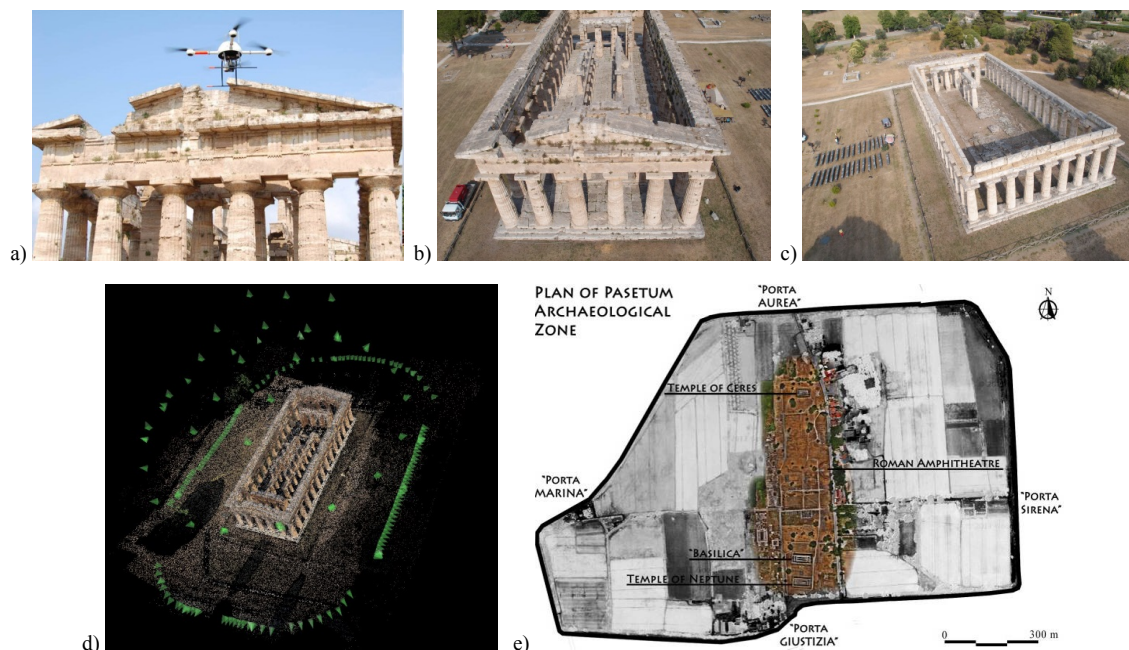 a)
b)
c)
PLAN OF PASETUM
ARCHAEOLOGICAL
ZONE
"PORTA
AUREA"
N
TEMPLE OF CERES
ROMAN AMPHITHEATRE
"PORTA
MARINA"
"PORTA
SIRENA"
"BASILICA"
TEMPLE OF NEPTUNE
"PORTA
GIUSTIZIA"
0 300 m
d)
e)